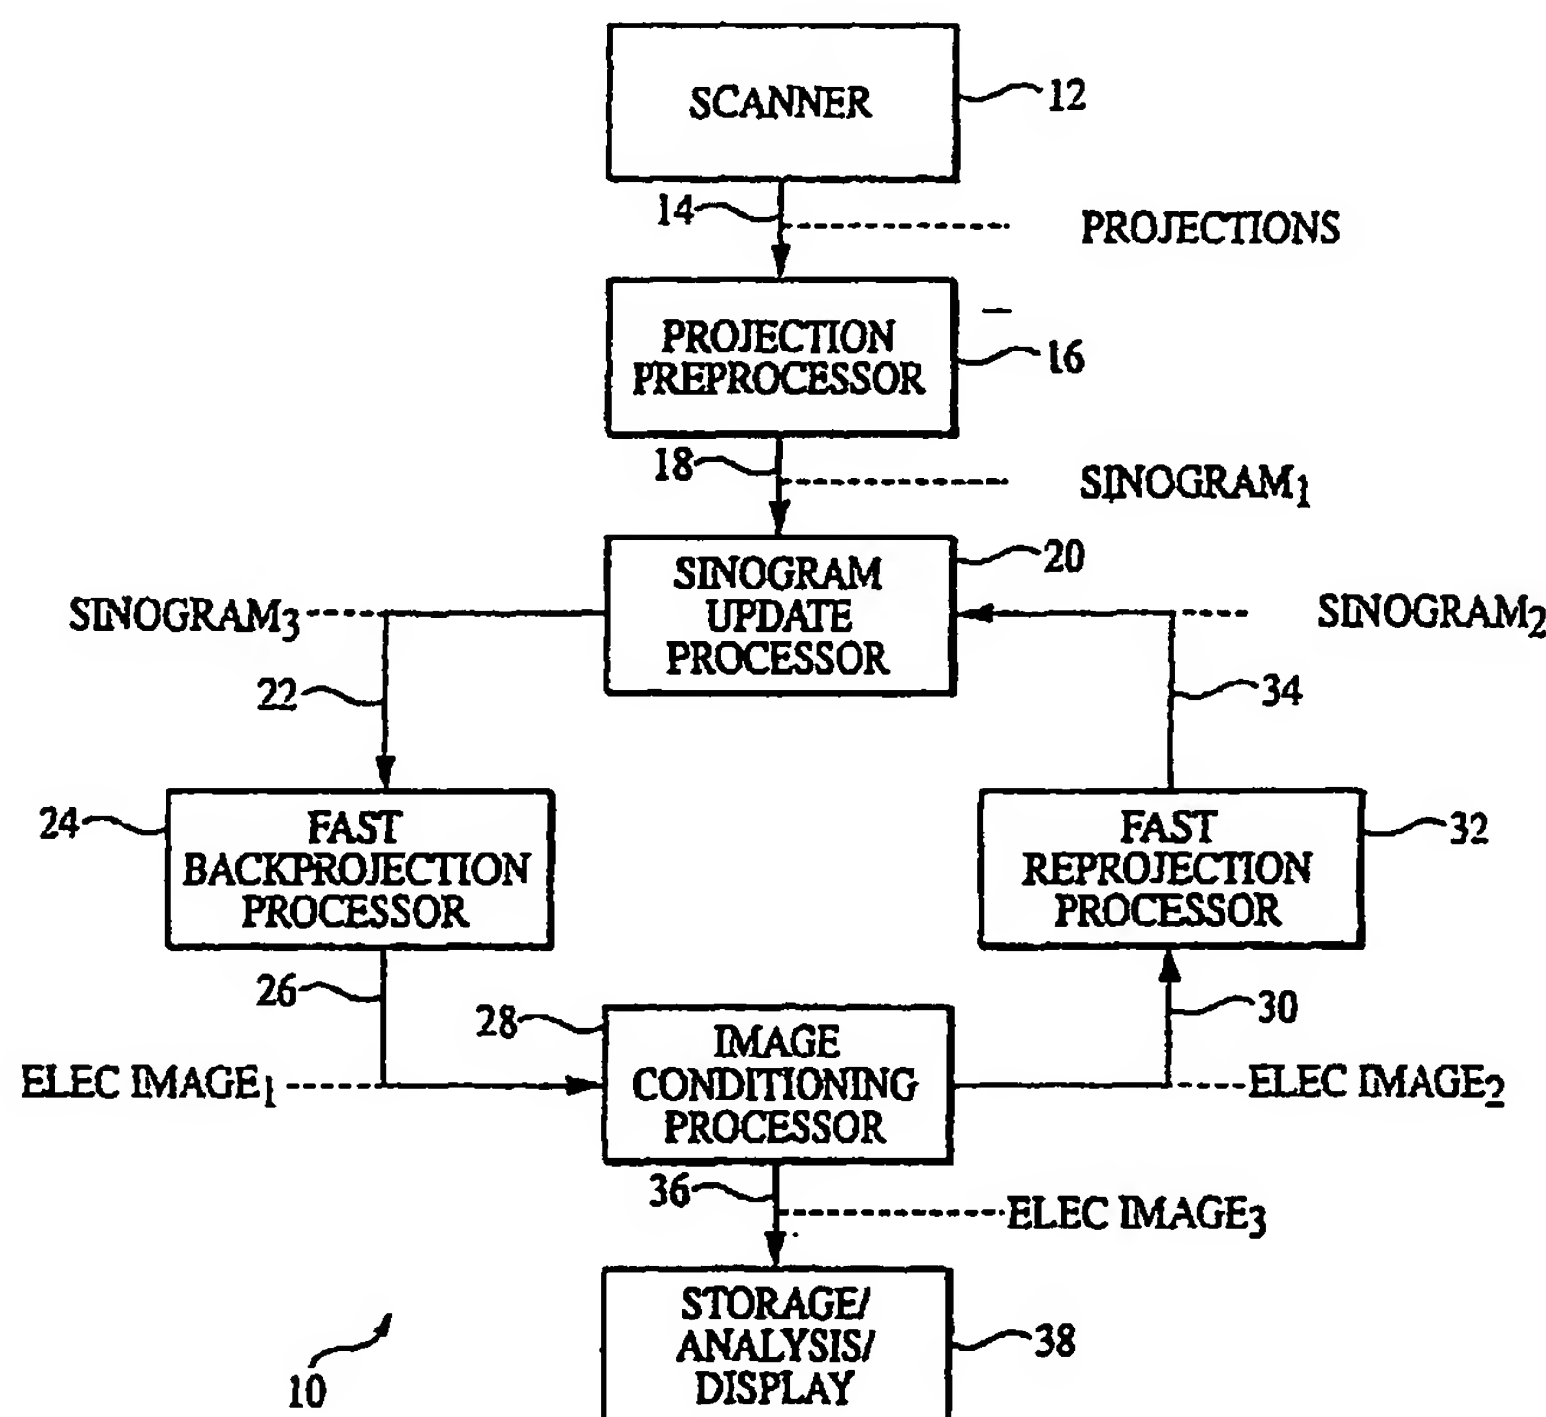 SCANNER
12
14
PROJECTIONS
PROJECTION
PREPROCESSOR
16
18
SINOGRAM1
SINOGRAM
UPDATE
PROCESSOR
20
SINOGRAM3
SINOGRAM2
22
34
24
FAST
BACKPROJECTION
PROCESSOR
FAST
REPROJECTION
PROCESSOR
32
26
28
IMAGE
CONDITIONING
PROCESSOR
30
ELEC IMAGE1
ELEC IMAGE2
36
ELEC IMAGE3
STORAGE/
ANALYSIS/
DISPLAY
38
10